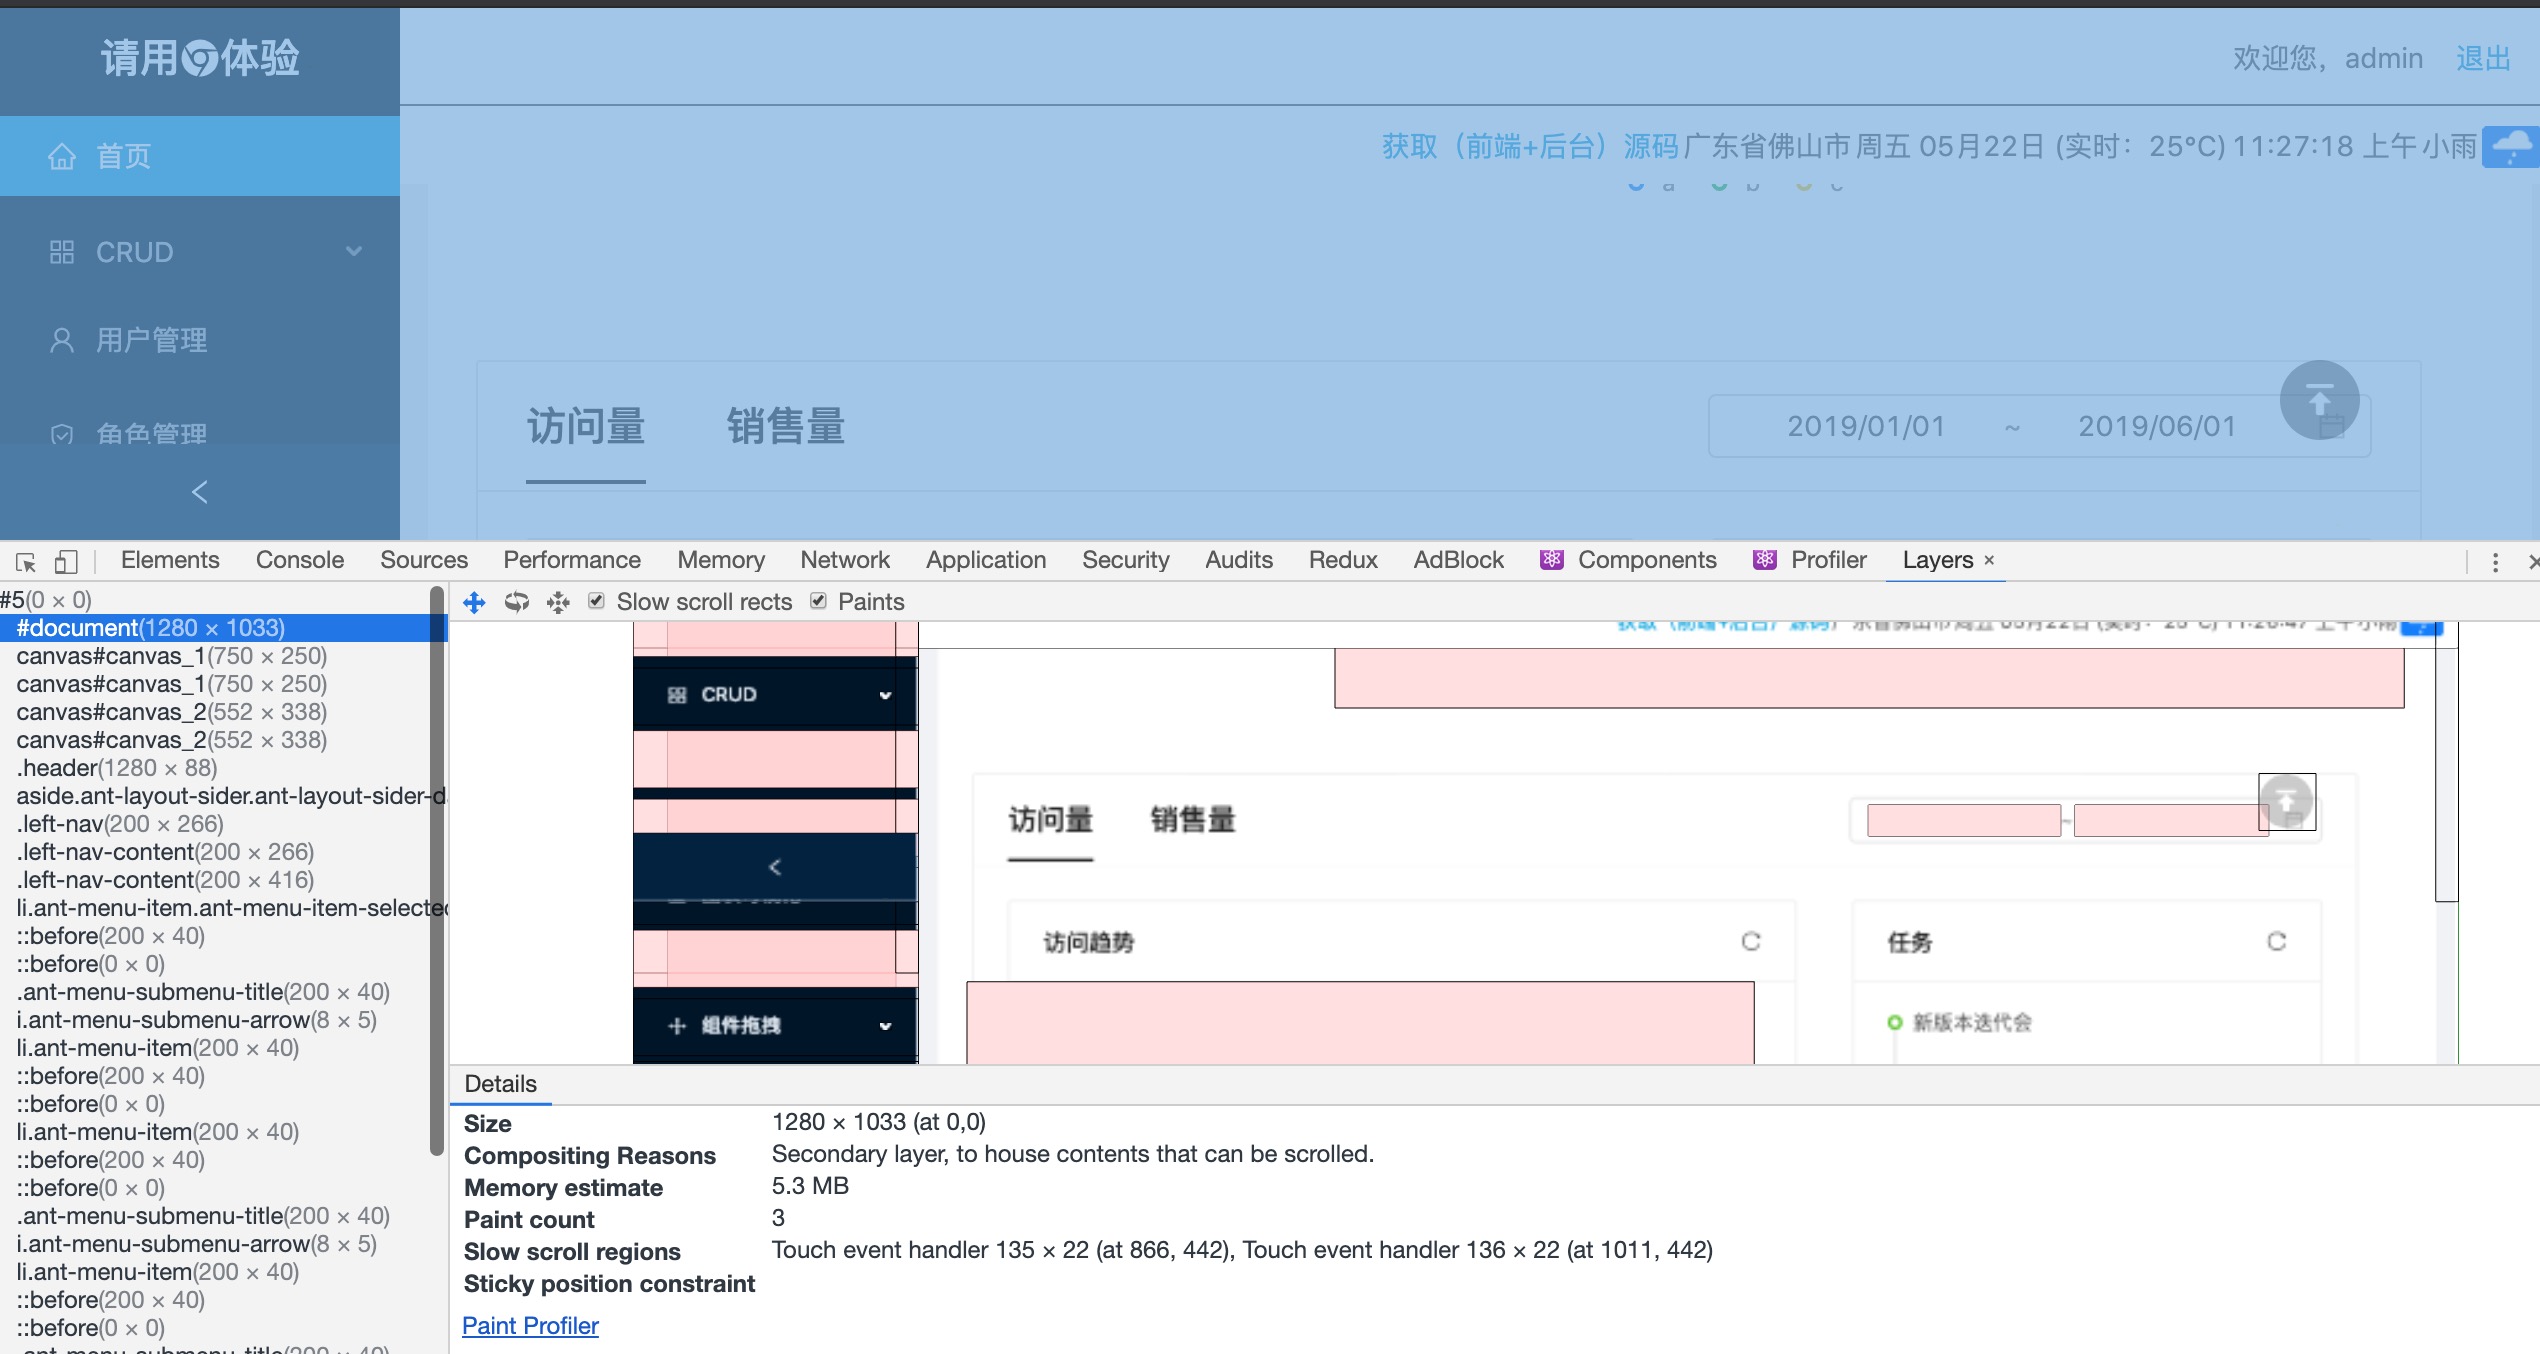 请用体验
欢迎您，admin 退出
首页
获取（前端+后台）源码 广东省佛山市 周五 05月22日 (实时：25°C) 11:27:18 上午 小雨
a b c
CRUD
用户管理
角色管理
访问量 销售量 2019/01/01 ~ 2019/06/01
Elements Console Sources Performance Memory Network Application Security Audits Redux AdBlock Components Profiler Layers ×
Slow scroll rects Paints
#5(0 × 0)
#document(1280 × 1033)
canvas#canvas_1(750 × 250)
canvas#canvas_1(750 × 250)
canvas#canvas_2(552 × 338)
canvas#canvas_2(552 × 338)
.header(1280 × 88)
aside.ant-layout-sider.ant-layout-sider-d
.left-nav(200 × 266)
.left-nav-content(200 × 266)
.left-nav-content(200 × 416)
li.ant-menu-item.ant-menu-item-selected
::before(200 × 40)
::before(0 × 0)
.ant-menu-submenu-title(200 × 40)
i.ant-menu-submenu-arrow(8 × 5)
li.ant-menu-item(200 × 40)
::before(200 × 40)
::before(0 × 0)
li.ant-menu-item(200 × 40)
::before(200 × 40)
::before(0 × 0)
.ant-menu-submenu-title(200 × 40)
i.ant-menu-submenu-arrow(8 × 5)
li.ant-menu-item(200 × 40)
::before(200 × 40)
::before(0 × 0)
.ant-menu-submenu-title(200 × 40)
CRUD
访问量 销售量 ~
访问趋势 任务
组件拖拽
新版本迭代会
Details
Size 1280 × 1033 (at 0,0)
Compositing Reasons Secondary layer, to house contents that can be scrolled.
Memory estimate 5.3 MB
Paint count 3
Slow scroll regions Touch event handler 135 × 22 (at 866, 442), Touch event handler 136 × 22 (at 1011, 442)
Sticky position constraint
Paint Profiler